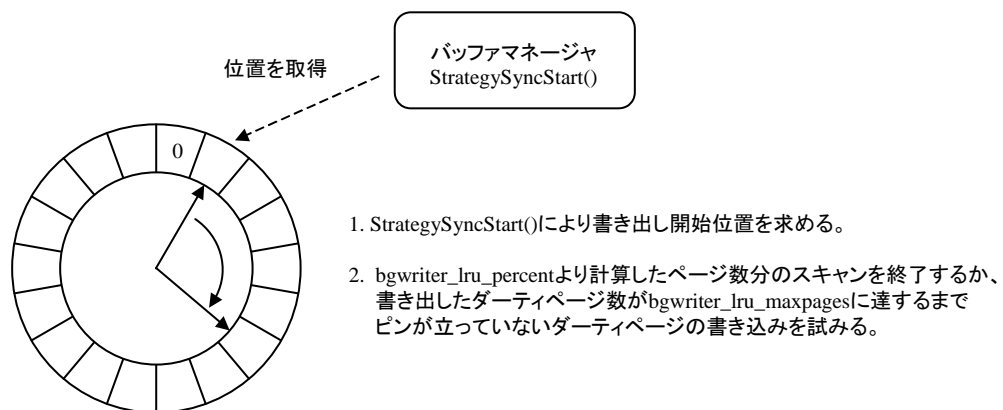 バッファマネージャ
StrategySyncStart()
位置を取得
0
1. StrategySyncStart()により書き出し開始位置を求める。
2. bgwriter_lru_percentより計算したページ数分のスキャンを終了するか、
書き出したダーティページ数がbgwriter_lru_maxpagesに達するまで
ピンが立っていないダーティページの書き込みを試みる。